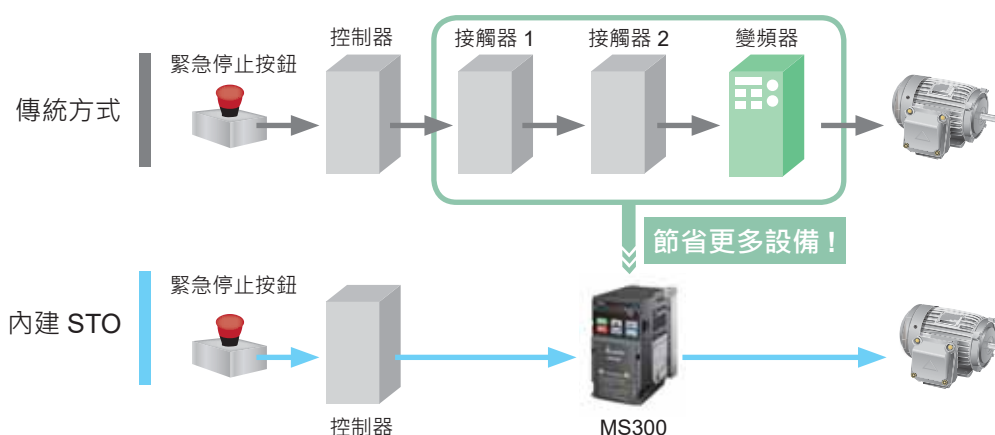 控制器
接觸器 1
接觸器 2
變頻器
緊急停止按鈕
傳統方式
節省更多設備！
緊急停止按鈕
內建 STO
控制器
MS300